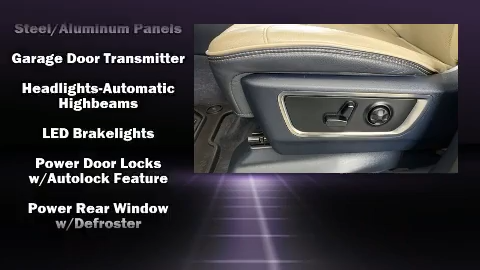 Steel/Aluminum Panels
Garage Door Transmitter
Headlights-Automatic
Highbeams
LED Brakelights
Power Door Locks
w/Autolock Feature
Power Rear Window
w/Defroster